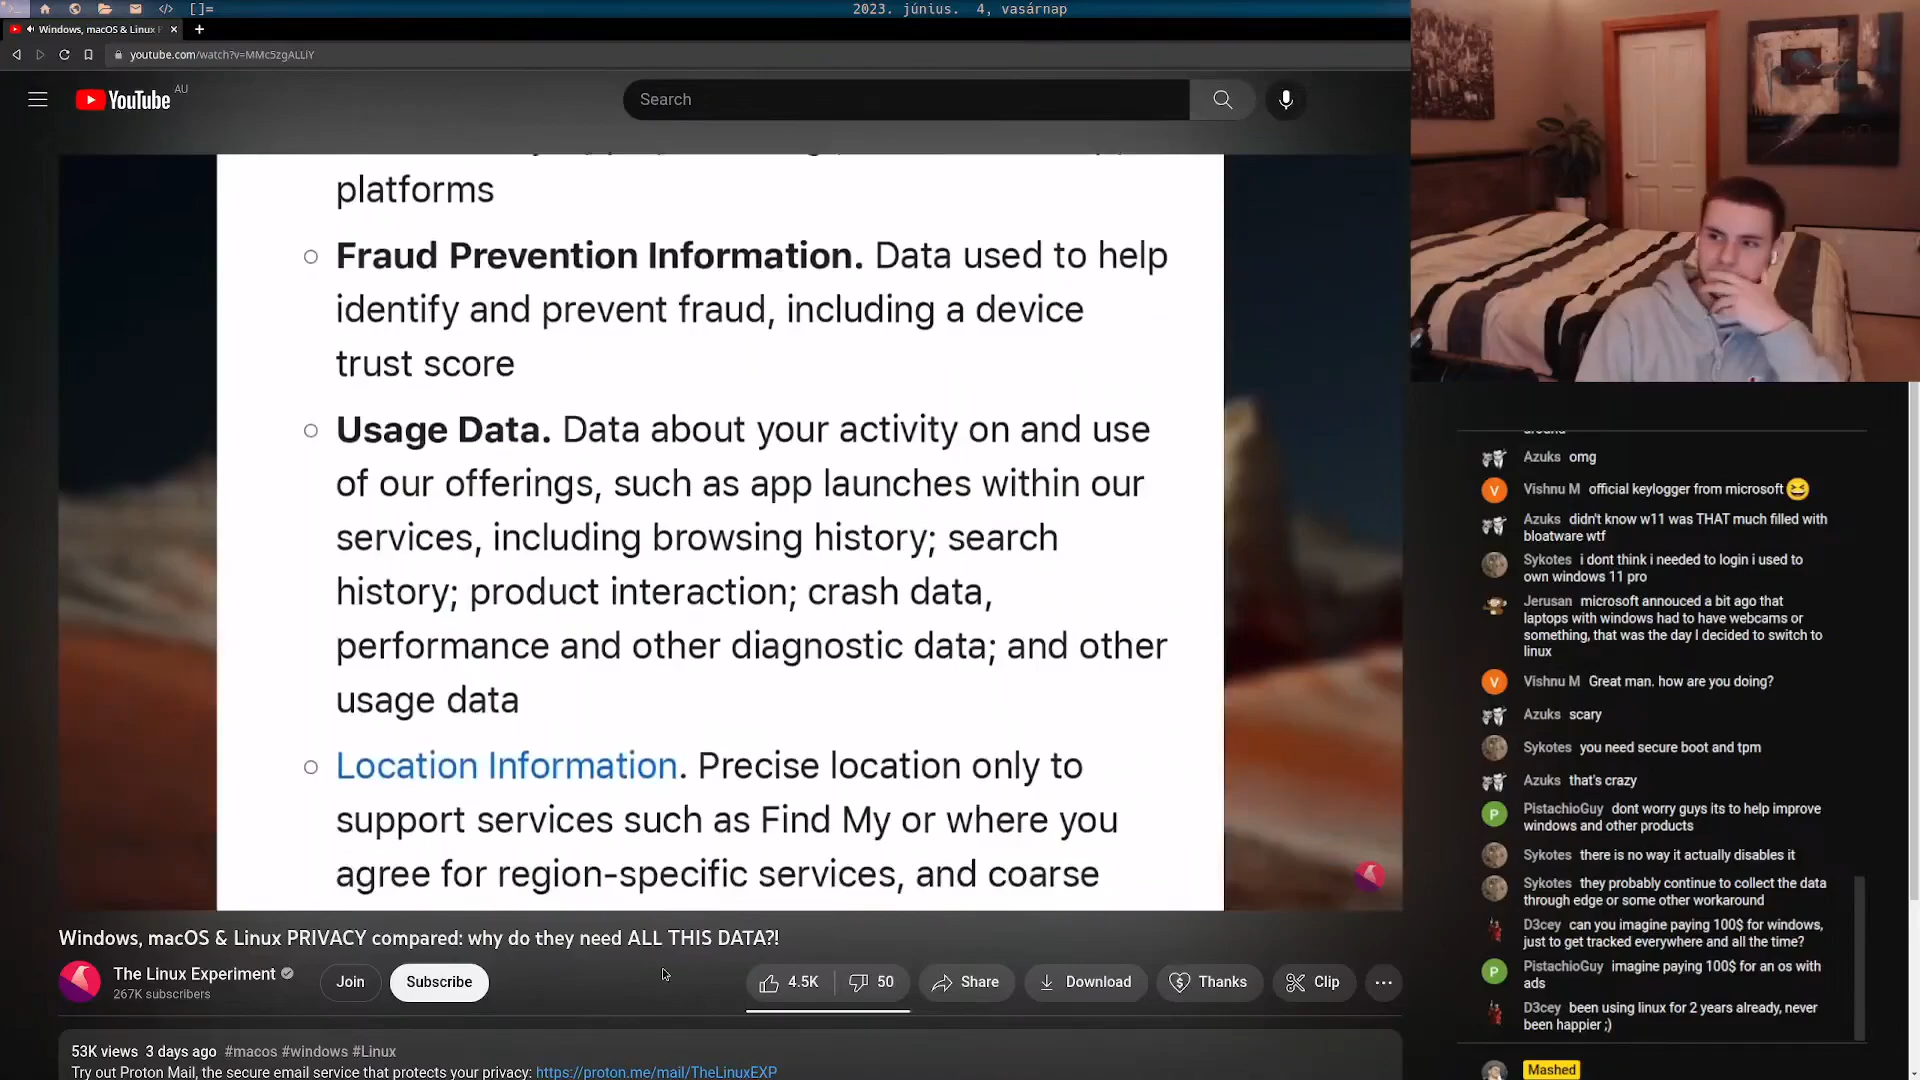 []=
2023. június. 4, vasárnap
Windows, macOS & Linux
youtube.com/watch?v=MMc5zgALLiY
YouTube
AU
Search
platforms
Fraud Prevention Information. Data used to help
identify and prevent fraud, including a device
trust score
Usage Data. Data about your activity on and use
of our offerings, such as app launches within our
services, including browsing history; search
history; product interaction; crash data,
performance and other diagnostic data; and other
usage data
Location Information. Precise location only to
support services such as Find My or where you
agree for region-specific services, and coarse
Windows, macOS & Linux PRIVACY compared: why do they need ALL THIS DATA?!
The Linux Experiment
267K subscribers
Join
Subscribe
4.5K
50
Share
Download
Thanks
Clip
53K views 3 days ago #macos #windows #Linux
Try out Proton Mail, the secure email service that protects your privacy: https://proton.me/mail/TheLinuxEXP
Azuks omg
Vishnu M official keylogger from microsoft
Azuks didn't know w11 was THAT much filled with
bloatware wtf
Sykotes i dont think i needed to login i used to
own windows 11 pro
Jerusan microsoft annouced a bit ago that
laptops with windows had to have webcams or
something, that was the day I decided to switch to
linux
Vishnu M Great man. how are you doing?
Azuks scary
Sykotes you need secure boot and tpm
Azuks that's crazy
PistachioGuy dont worry guys its to help improve
windows and other products
Sykotes there is no way it actually disables it
Sykotes they probably continue to collect the data
through edge or some other workaround
D3cey can you imagine paying 100$ for windows,
just to get tracked everywhere and all the time?
PistachioGuy imagine paying 100$ for an os with
ads
D3cey been using linux for 2 years already, never
been happier ;)
Mashed